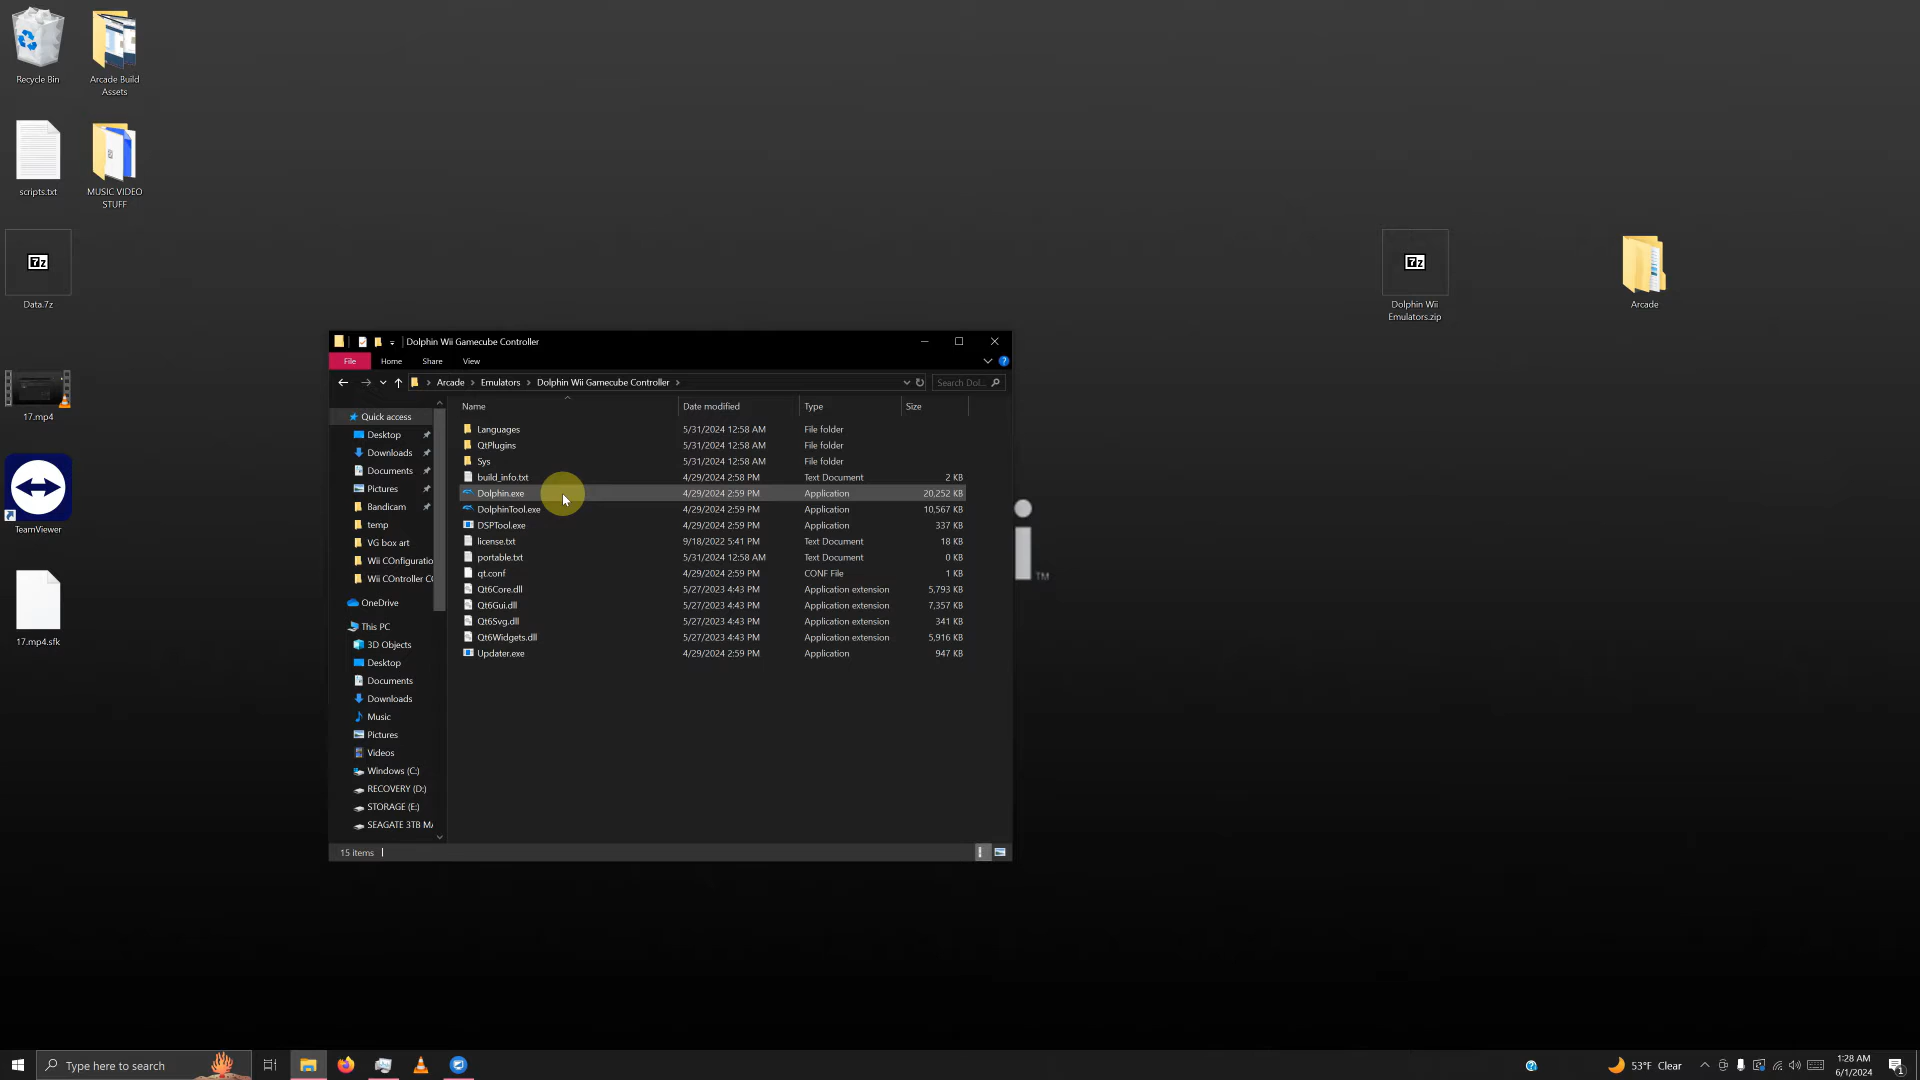 Recycle Bin
Arcade Build
Assets
scripts.txt
MUSIC VIDEO
STUFF
7z
Data.7z
17.mp4
TeamViewer
17.mp4.sfk
7z
Dolphin Wii
Emulators.zip
Arcade
Dolphin Wii Gamecube Controller
File Home Share View
Arcade Emulators Dolphin Wii Gamecube Controller Search Dol...
Name Date modified Type Size
Quick access
Desktop
Downloads
Documents
Pictures
Bandicam
temp
VG box art
Wii COnfiguratio
Wii COntroller CO
OneDrive
This PC
3D Objects
Desktop
Documents
Downloads
Music
Pictures
Videos
Windows (C:)
RECOVERY (D:)
STORAGE (E:)
SEAGATE 3TB MA
Languages 5/31/2024 12:58 AM File folder
QtPlugins 5/31/2024 12:58 AM File folder
Sys 5/31/2024 12:58 AM File folder
build_info.txt 4/29/2024 2:58 PM Text Document 2 KB
Dolphin.exe 4/29/2024 2:59 PM Application 20,252 KB
DolphinTool.exe 4/29/2024 2:59 PM Application 10,567 KB
DSPTool.exe 4/29/2024 2:59 PM Application 337 KB
license.txt 9/18/2022 5:41 PM Text Document 18 KB
portable.txt 5/31/2024 12:58 AM Text Document 0 KB
qt.conf 4/29/2024 2:59 PM CONF File 1 KB
Qt6Core.dll 5/27/2023 4:43 PM Application extension 5,793 KB
Qt6Gui.dll 5/27/2023 4:43 PM Application extension 7,357 KB
Qt6Svg.dll 5/27/2023 4:43 PM Application extension 341 KB
Qt6Widgets.dll 5/27/2023 4:43 PM Application extension 5,916 KB
Updater.exe 4/29/2024 2:59 PM Application 947 KB
15 items
i
TM
Type here to search
53°F Clear
1:28 AM
6/1/2024
1